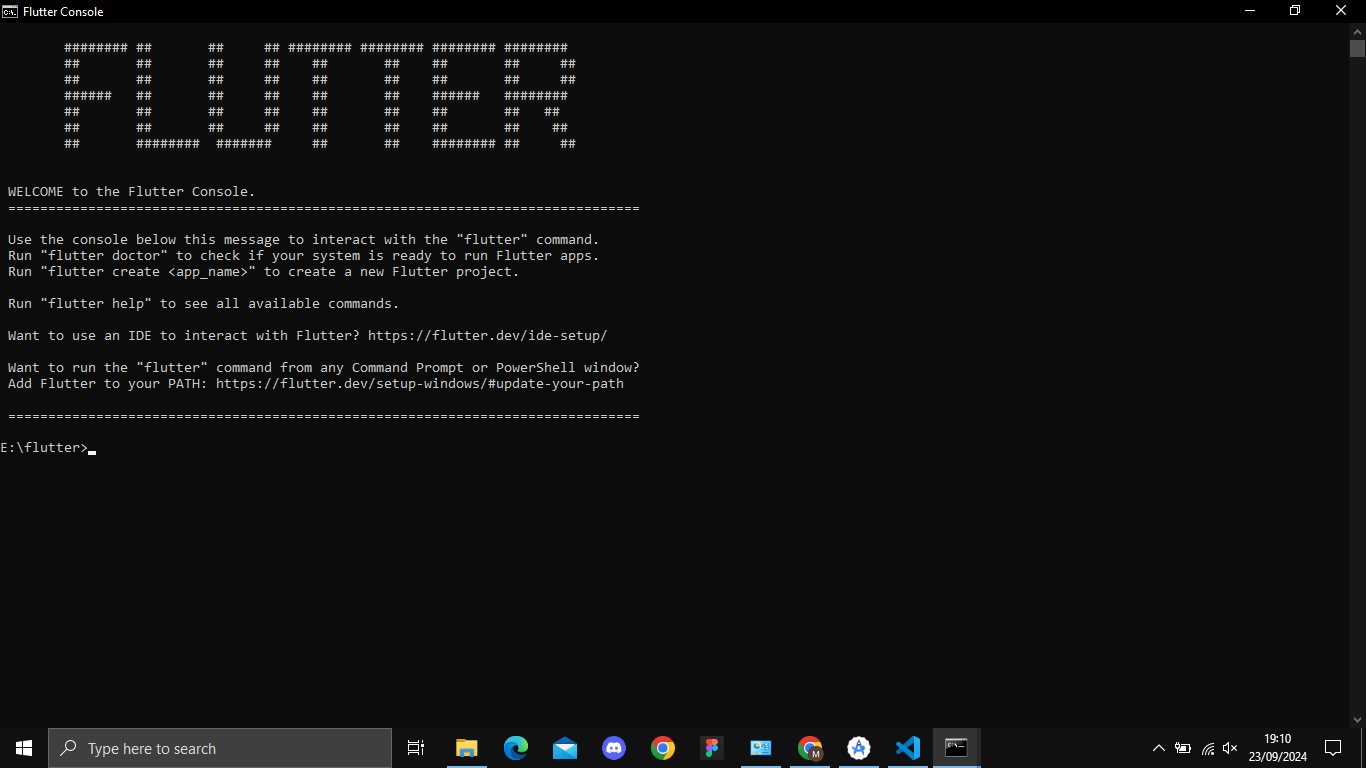 Flutter Console
######## ##       ##     ## ######## ######## ######## ########
##       ##       ##     ##    ##       ##    ##       ##     ##
##       ##       ##     ##    ##       ##    ##       ##     ##
######   ##       ##     ##    ##       ##    ######   ########
##       ##       ##     ##    ##       ##    ##       ##   ##
##       ##       ##     ##    ##       ##    ##       ##    ##
##       ########  #######     ##       ##    ######## ##     ##
WELCOME to the Flutter Console.
===============================================================================
Use the console below this message to interact with the "flutter" command.
Run "flutter doctor" to check if your system is ready to run Flutter apps.
Run "flutter create <app_name>" to create a new Flutter project.
Run "flutter help" to see all available commands.
Want to use an IDE to interact with Flutter? https://flutter.dev/ide-setup/
Want to run the "flutter" command from any Command Prompt or PowerShell window?
Add Flutter to your PATH: https://flutter.dev/setup-windows/#update-your-path
===============================================================================
E:\flutter>
Type here to search
M
19:10
23/09/2024